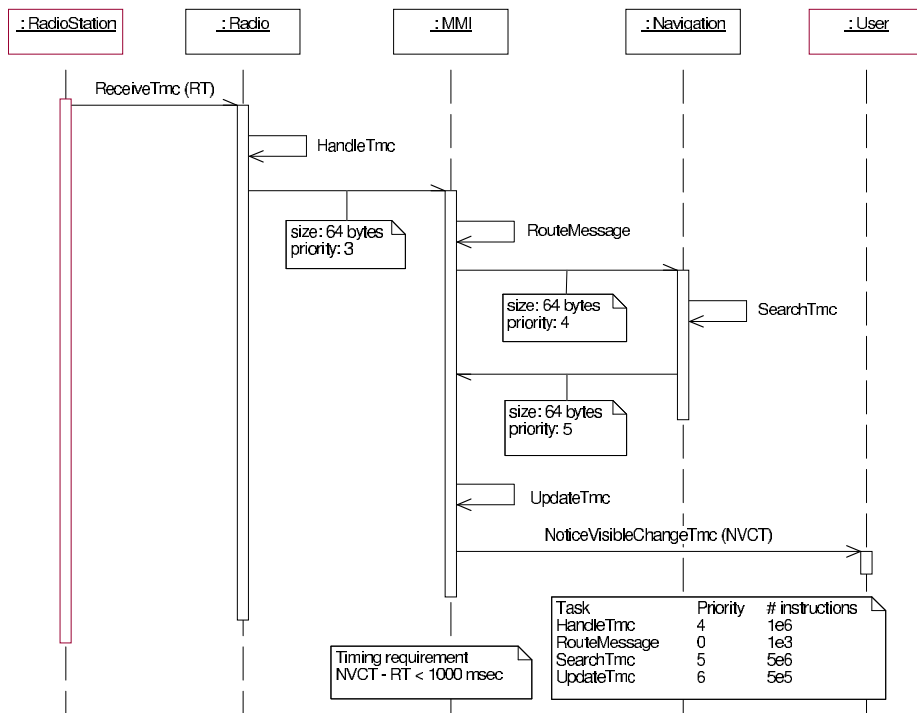 : RadioStation
: Radio
: MMI
: Navigation
: User
ReceiveTmc (RT)
HandleTmc
size: 64 bytes
priority: 3
RouteMessage
size: 64 bytes
priority: 4
SearchTmc
size: 64 bytes
priority: 5
UpdateTmc
NoticeVisibleChangeTmc (NVCT)
Task Priority # instructions
HandleTmc 4 1e6
RouteMessage 0 1e3
SearchTmc 5 5e6
UpdateTmc 6 5e5
Timing requirement
NVCT - RT < 1000 msec